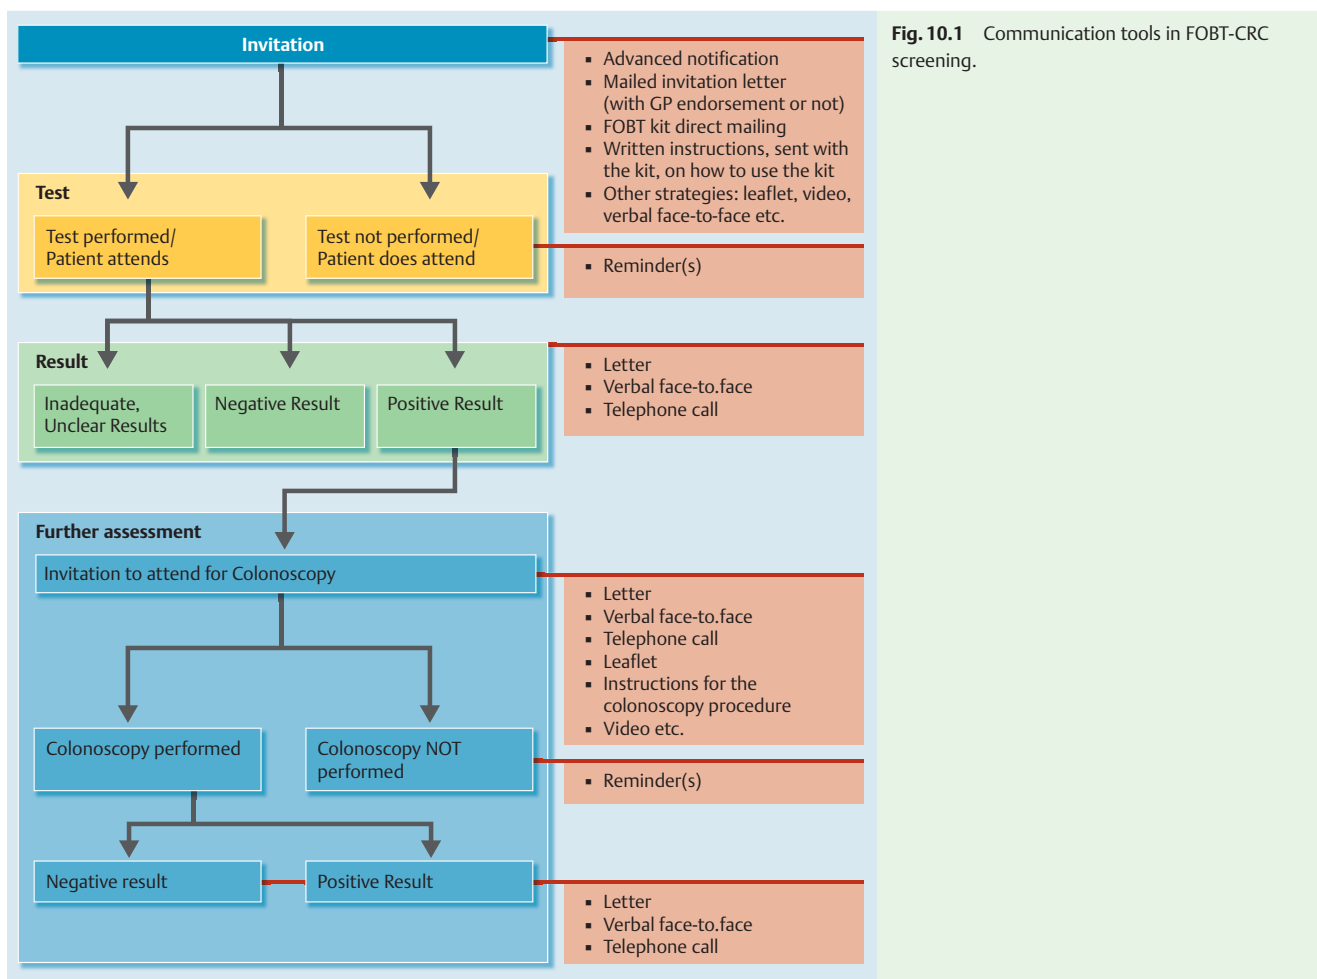 Invitation
▪ Advanced notification
▪ Mailed invitation letter
(with GP endorsement or not)
▪ FOBT kit direct mailing
▪ Written instructions, sent with
the kit, on how to use the kit
▪ Other strategies: leaflet, video,
verbal face-to-face etc.
Test
Test performed/
Patient attends
Test not performed/
Patient does attend
▪ Reminder(s)
Result
Inadequate,
Unclear Results
Negative Result
Positive Result
▪ Letter
▪ Verbal face-to.face
▪ Telephone call
Further assessment
Invitation to attend for Colonoscopy
▪ Letter
▪ Verbal face-to.face
▪ Telephone call
▪ Leaflet
▪ Instructions for the
colonoscopy procedure
▪ Video etc.
Colonoscopy performed
Colonoscopy NOT
performed
▪ Reminder(s)
Negative result
Positive Result
▪ Letter
▪ Verbal face-to.face
▪ Telephone call
Fig. 10.1 Communication tools in FOBT-CRC
screening.